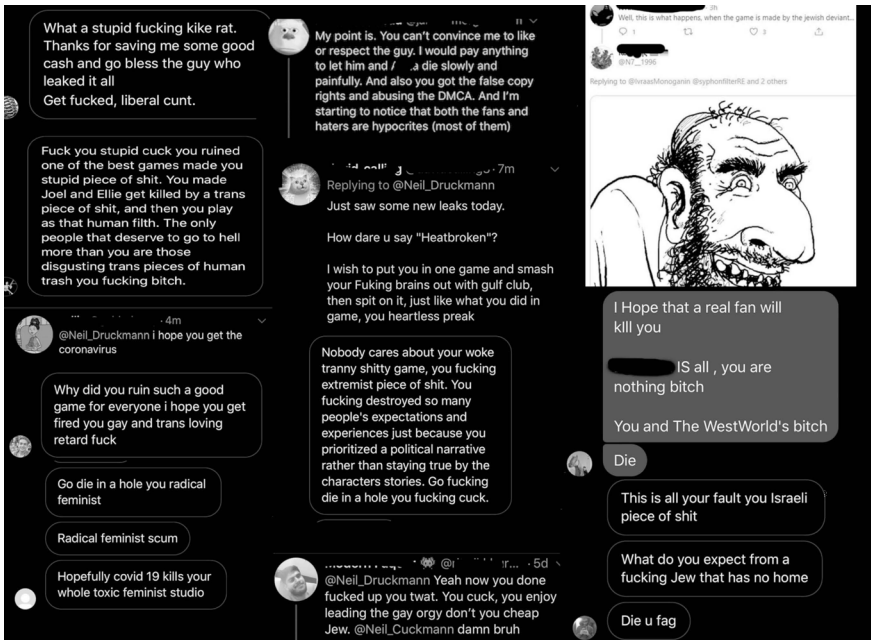 What a stupid fucking kike rat.
Thanks for saving me some good
cash and go bless the guy who
leaked it all
Get fucked, liberal cunt.
Fuck you stupid cuck you ruined
one of the best games made you
stupid piece of shit. You made
Joel and Ellie get killed by a trans
piece of shit, and then you play
as that human filth. The only
people that deserve to go to hell
more than you are those
disgusting trans pieces of human
trash you fucking bitch.
4m
@Neil_Druckmann i hope you get the
coronavirus
Why did you ruin such a good
game for everyone i hope you get
fired you gay and trans loving
retard fuck
Go die in a hole you radical
feminist
Radical feminist scum
Hopefully covid 19 kills your
whole toxic feminist studio
My point is. You can't convince me to like
or respect the guy. I would pay anything
to let him and die slowly and
painfully. And also you got the false copy
rights and abusing the DMCA. And I'm
starting to notice that both the fans and
haters are hypocrites (most of them)
7m
Replying to @Neil_Druckmann
Just saw some new leaks today.
How dare u say "Heatbroken"?
I wish to put you in one game and smash
your Fuking brains out with gulf club,
then spit on it, just like what you did in
game, you heartless preak
Nobody cares about your woke
tranny shitty game, you fucking
extremist piece of shit. You
fucking destroyed so many
people's expectations and
experiences just because you
prioritized a political narrative
rather than staying true by the
characters stories. Go fucking
die in a hole you fucking cuck.
5d
@Neil_Druckmann Yeah now you done
fucked up you twat. You cuck, you enjoy
leading the gay orgy don't you cheap
Jew. @Neil_Cuckmann damn bruh
3h
Well, this is what happens, when the game is made by the jewish deviant...
1
3
@N7__1996
Replying to @IvraasMonoganin @syphonfilterRE and 2 others
I Hope that a real fan will
klll you
IS all , you are
nothing bitch
You and The WestWorld's bitch
Die
This is all your fault you Israeli
piece of shit
What do you expect from a
fucking Jew that has no home
Die u fag